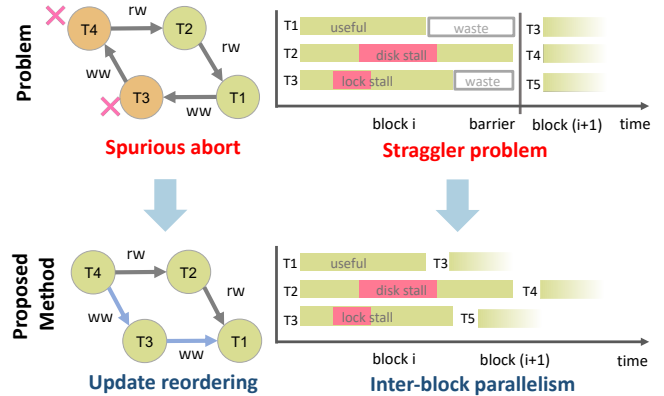 Problem
T4
rw
T2
rw
ww
T3
ww
T1
Spurious abort
T1
useful
waste
T3
T2
disk stall
T4
T3
lock stall
waste
T5
block i
barrier
block (i+1)
time
Straggler problem
Proposed
Method
T4
rw
T2
rw
ww
T3
ww
T1
Update reordering
T1
useful
T3
T2
disk stall
T4
T3
lock stall
T5
block i
block (i+1)
time
Inter-block parallelism